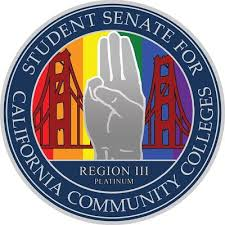 STUDENT SENATE FOR
CALIFORNIA COMMUNITY COLLEGES
REGION III
PLATINUM